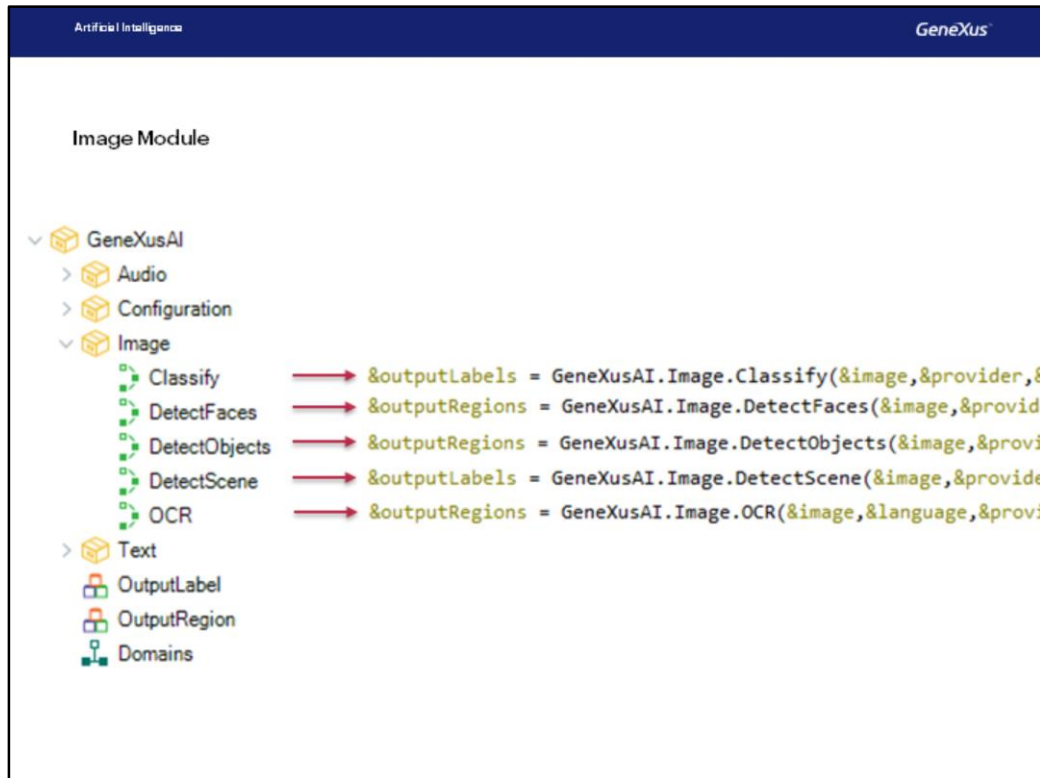 Artificial Intelligence GeneXus™
Image Module
GeneXusAI
Audio
Configuration
Image
Classify &outputLabels = GeneXusAI.Image.Classify(&image,&provider,&
DetectFaces &outputRegions = GeneXusAI.Image.DetectFaces(&image,&provid
DetectObjects &outputRegions = GeneXusAI.Image.DetectObjects(&image,&provi
DetectScene &outputLabels = GeneXusAI.Image.DetectScene(&image,&provide
OCR &outputRegions = GeneXusAI.Image.OCR(&image,&language,&provi
Text
OutputLabel
OutputRegion
Domains